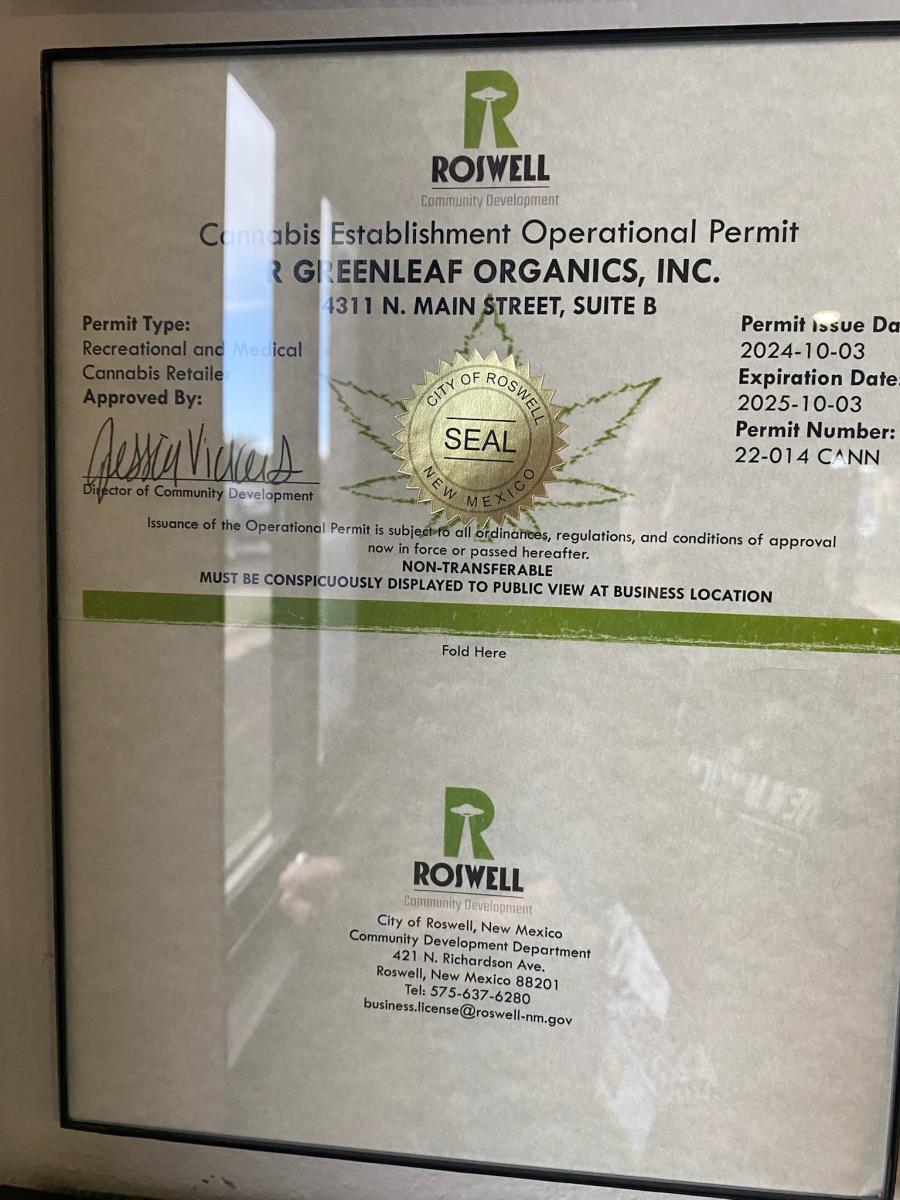 ROSWELL
Community Development
Cannabis Establishment Operational Permit
R GREENLEAF ORGANICS, INC.
4311 N. MAIN STREET, SUITE B
Permit Type:
Recreational and Medical
Cannabis Retailer
Approved By:
Jessica Vickers
Director of Community Development
CITY OF ROSWELL
SEAL
NEW MEXICO
Permit Issue Da
2024-10-03
Expiration Date:
2025-10-03
Permit Number:
22-014 CANN
Issuance of the Operational Permit is subject to all ordinances, regulations, and conditions of approval
now in force or passed hereafter.
NON-TRANSFERABLE
MUST BE CONSPICUOUSLY DISPLAYED TO PUBLIC VIEW AT BUSINESS LOCATION
Fold Here
ROSWELL
Community Development
City of Roswell, New Mexico
Community Development Department
421 N. Richardson Ave.
Roswell, New Mexico 88201
Tel: 575-637-6280
business.license@roswell-nm.gov